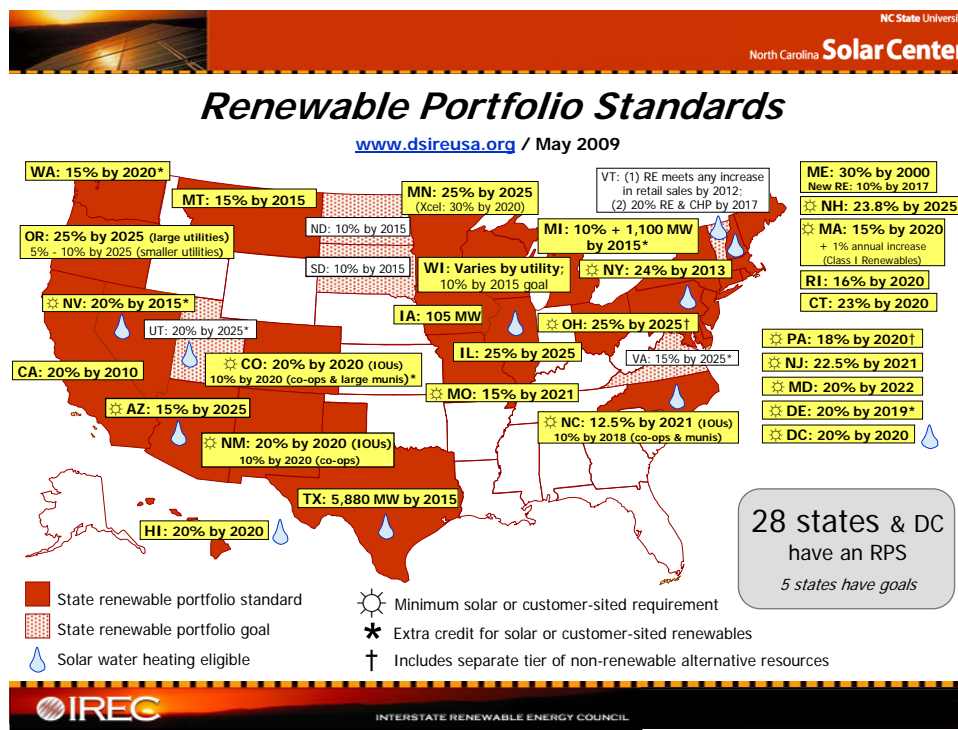 NC State Universi
North Carolina Solar Center
Renewable Portfolio Standards
www.dsireusa.org / May 2009
WA: 15% by 2020*
MT: 15% by 2015
MN: 25% by 2025
(Xcel: 30% by 2020)
VT: (1) RE meets any increase
in retail sales by 2012;
(2) 20% RE & CHP by 2017
ME: 30% by 2000
New RE: 10% by 2017
☼ NH: 23.8% by 2025
OR: 25% by 2025 (large utilities)
5% - 10% by 2025 (smaller utilities)
ND: 10% by 2015
MI: 10% + 1,100 MW
by 2015*
☼ MA: 15% by 2020
+ 1% annual increase
(Class I Renewables)
SD: 10% by 2015
WI: Varies by utility;
10% by 2015 goal
☼ NY: 24% by 2013
RI: 16% by 2020
CT: 23% by 2020
☼ NV: 20% by 2015*
UT: 20% by 2025*
IA: 105 MW
☼ OH: 25% by 2025†
☼ PA: 18% by 2020†
CA: 20% by 2010
☼ CO: 20% by 2020 (IOUs)
10% by 2020 (co-ops & large munis)*
IL: 25% by 2025
VA: 15% by 2025*
☼ NJ: 22.5% by 2021
☼ MO: 15% by 2021
☼ MD: 20% by 2022
☼ AZ: 15% by 2025
☼ NC: 12.5% by 2021 (IOUs)
10% by 2018 (co-ops & munis)
☼ DE: 20% by 2019*
☼ DC: 20% by 2020
☼ NM: 20% by 2020 (IOUs)
10% by 2020 (co-ops)
TX: 5,880 MW by 2015
HI: 20% by 2020
28 states & DC
have an RPS
5 states have goals
State renewable portfolio standard
State renewable portfolio goal
Solar water heating eligible
☼ Minimum solar or customer-sited requirement
* Extra credit for solar or customer-sited renewables
† Includes separate tier of non-renewable alternative resources
IREC
INTERSTATE RENEWABLE ENERGY COUNCIL